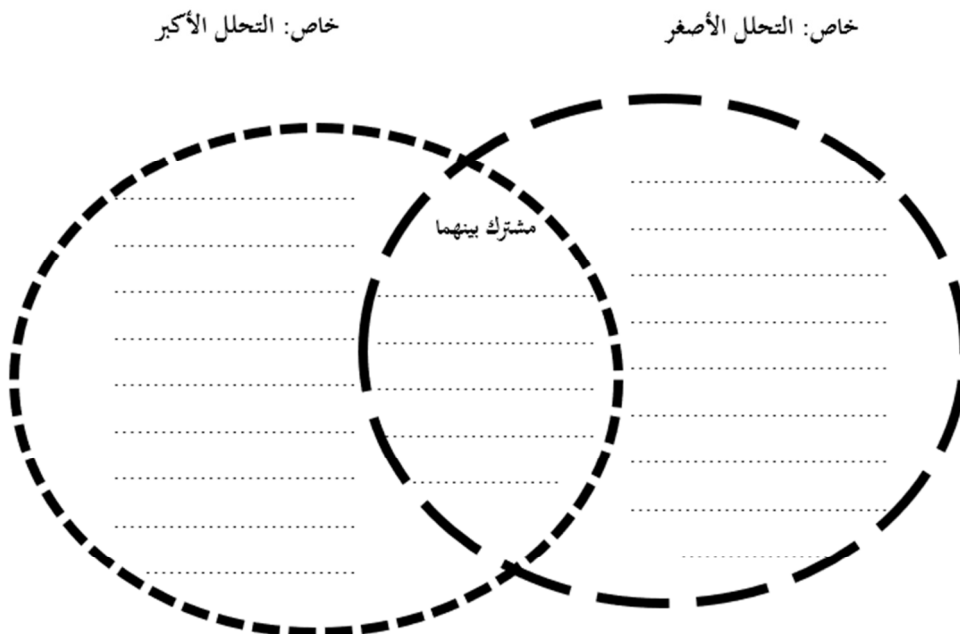 خاص: التحلل الأصغر
خاص: التحلل الأكبر
مشترك بينهما